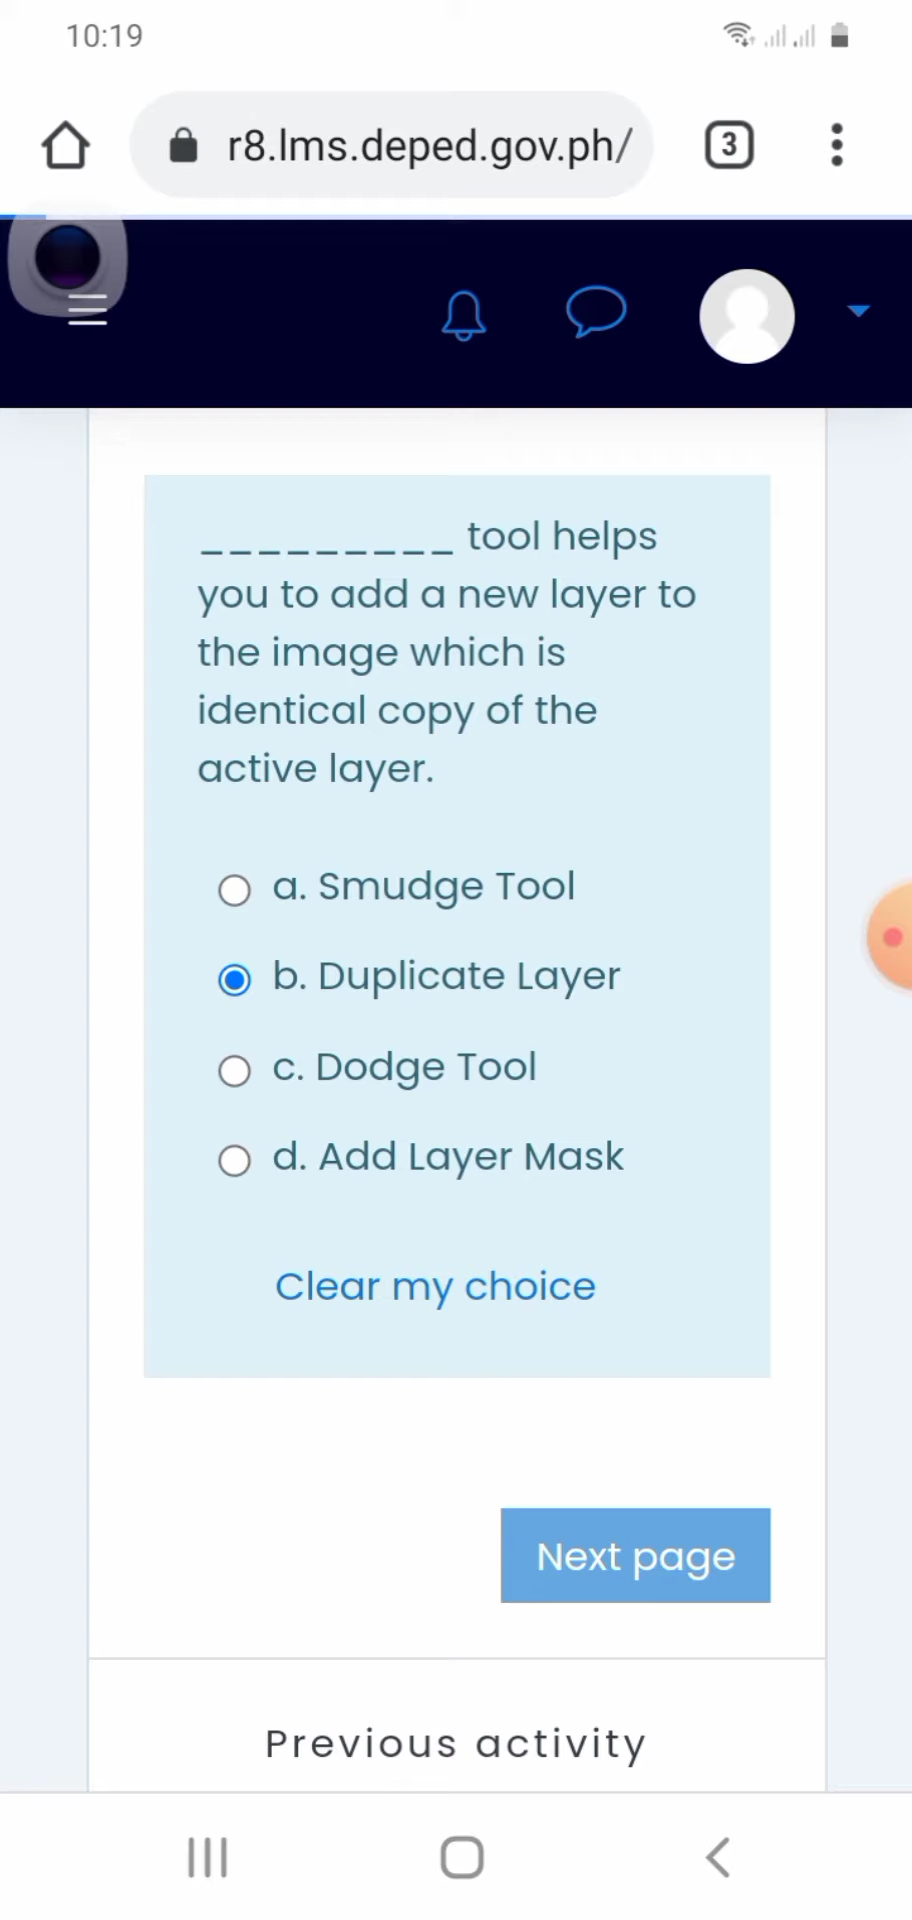 10:19
r8.lms.deped.gov.ph/
3
_________ tool helps
you to add a new layer to
the image which is
identical copy of the
active layer.
a. Smudge Tool
b. Duplicate Layer
c. Dodge Tool
d. Add Layer Mask
Clear my choice
Next page
Previous activity